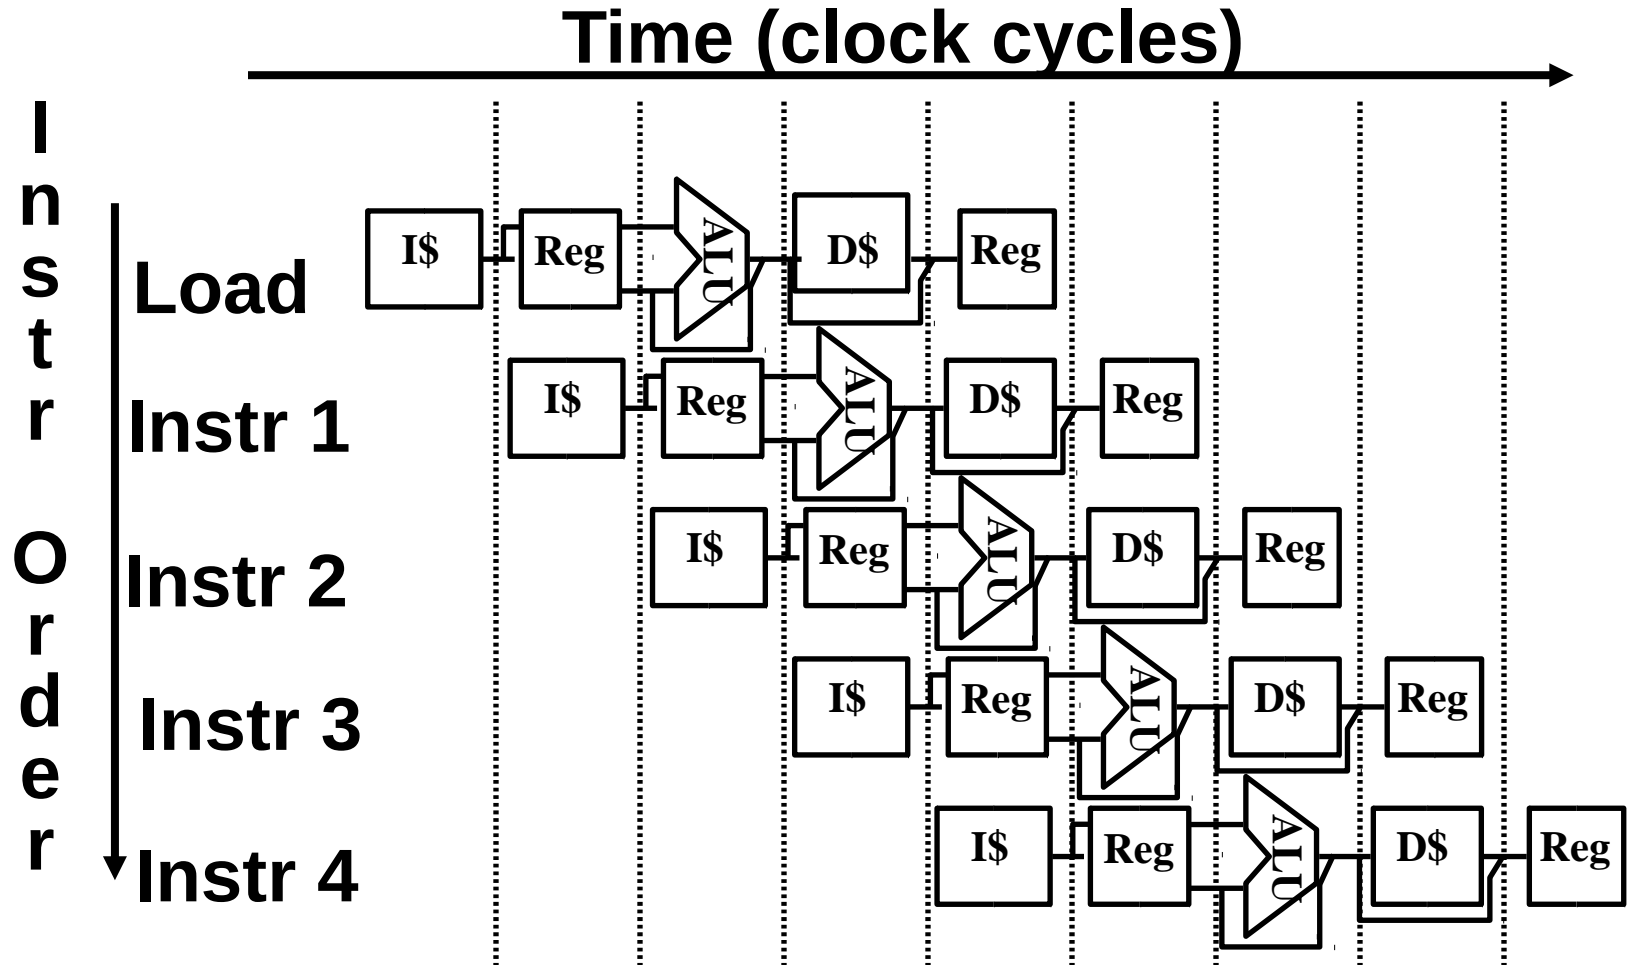 Time (clock cycles)
Instr
Order
Load
I$ Reg ALU D$ Reg
Instr 1
I$ Reg ALU D$ Reg
Instr 2
I$ Reg ALU D$ Reg
Instr 3
I$ Reg ALU D$ Reg
Instr 4
I$ Reg ALU D$ Reg